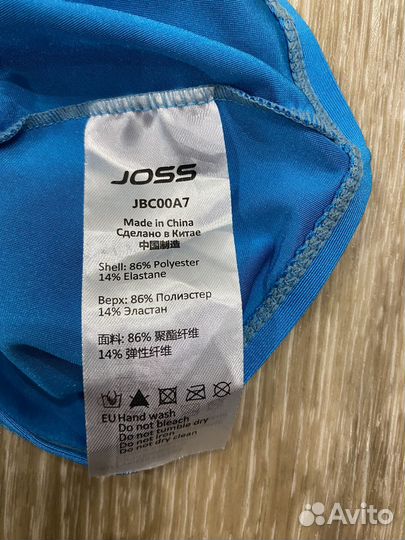 JOSS
JBC00A7
Made in China
Сделано в Китае
中国制造
Shell: 86% Polyester
14% Elastane
Верх: 86% Полиэстер
14% Эластан
面料: 86% 聚酯纤维
14% 弹性纤维
EU Hand wash
Do not bleach
Do not tumble dry
Do not iron
Do not dry clean
Avito